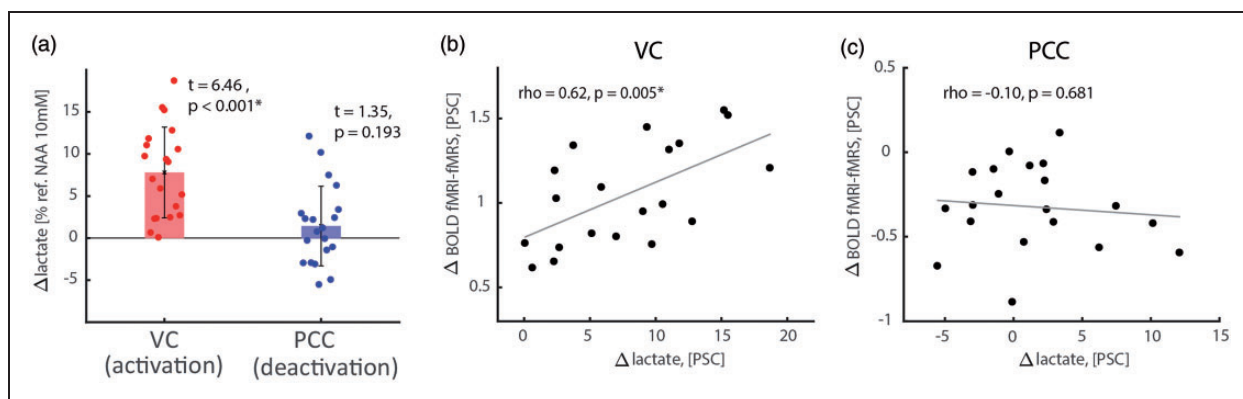 (a)
t = 6.46 ,
p < 0.001*
t = 1.35,
p = 0.193
Δlactate [% ref. NAA 10mM]
15
10
5
0
-5
VC
(activation)
PCC
(deactivation)
(b)
VC
rho = 0.62, p = 0.005*
Δ BOLD fMRI-fMRS, [PSC]
1.5
1
0.5
0
5
10
15
20
Δ lactate, [PSC]
(c)
PCC
rho = -0.10, p = 0.681
Δ BOLD fMRI-fMRS [PSC]
0.5
0
-0.5
-1
-5
0
5
10
15
Δ lactate, [PSC]